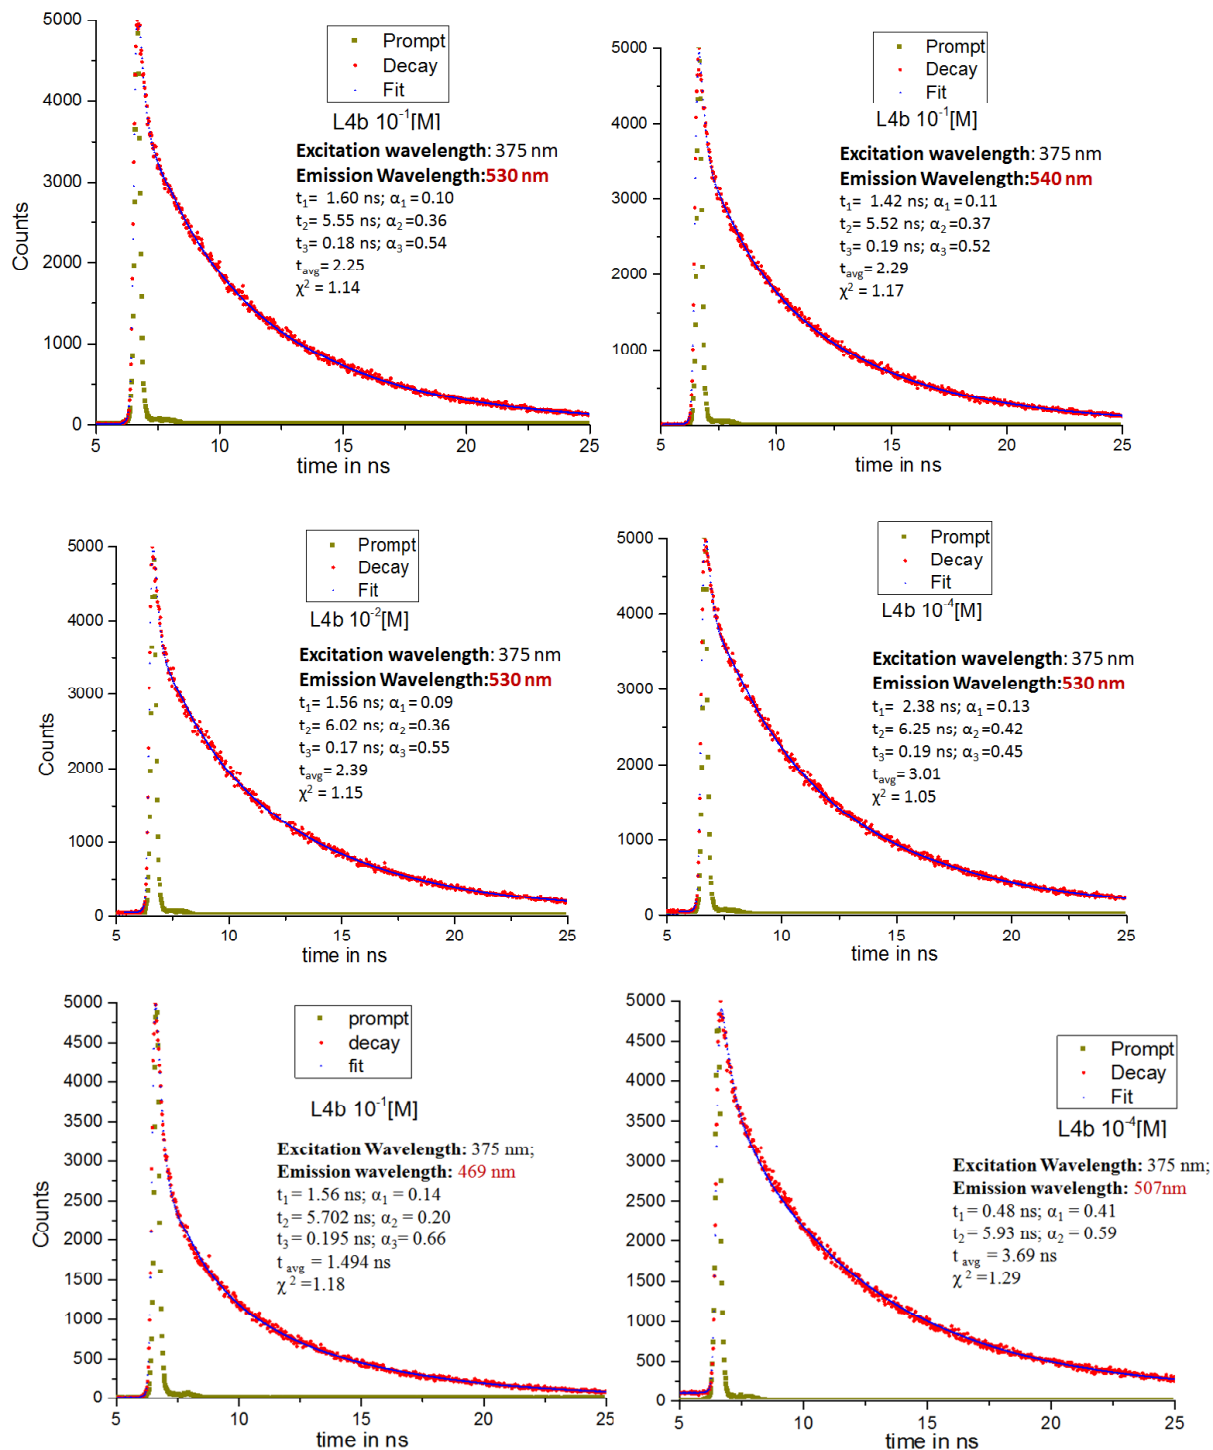 5000
4000
3000
2000
1000
0
Counts
Prompt
Decay
Fit
L4b 10⁻¹[M]
Excitation wavelength: 375 nm
Emission Wavelength:530 nm
t₁= 1.60 ns; α₁=0.10
t₂= 5.55 ns; α₂=0.36
t₃= 0.18 ns; α₃=0.54
tavg= 2.25
χ² = 1.14
5 10 15 20 25
time in ns
5000
4000
3000
2000
1000
Prompt
Decay
Fit
L4b 10⁻¹[M]
Excitation wavelength: 375 nm
Emission Wavelength:540 nm
t₁= 1.42 ns; α₁=0.11
t₂= 5.52 ns; α₂=0.37
t₃= 0.19 ns; α₃=0.52
tavg= 2.29
χ² = 1.17
5 10 15 20 25
time in ns
5000
4000
3000
2000
1000
0
Counts
Prompt
Decay
Fit
L4b 10⁻²[M]
Excitation wavelength: 375 nm
Emission Wavelength:530 nm
t₁= 1.56 ns; α₁=0.09
t₂= 6.02 ns; α₂=0.36
t₃= 0.17 ns; α₃=0.55
tavg= 2.39
χ² = 1.15
5 10 15 20 25
time in ns
5000
4000
3000
2000
1000
0
Prompt
Decay
Fit
L4b 10⁻⁴[M]
Excitation wavelength: 375 nm
Emission Wavelength:530 nm
t₁= 2.38 ns; α₁=0.13
t₂= 6.25 ns; α₂=0.42
t₃= 0.19 ns; α₃=0.45
tavg= 3.01
χ² = 1.05
5 10 15 20 25
time in ns
5000
4500
4000
3500
3000
2500
2000
1500
1000
500
0
Counts
prompt
decay
fit
L4b 10⁻¹[M]
Excitation Wavelength: 375 nm;
Emission wavelength: 469 nm
t₁ = 1.56 ns; α₁ = 0.14
t₂ = 5.702 ns; α₂ = 0.20
t₃ = 0.195 ns; α₃= 0.66
t avg = 1.494 ns
χ² =1.18
5 10 15 20 25
time in ns
5000
4500
4000
3500
3000
2500
2000
1500
1000
500
0
Prompt
Decay
Fit
L4b 10⁻⁴[M]
Excitation Wavelength: 375 nm;
Emission wavelength: 507nm
t₁ = 0.48 ns; α₁ = 0.41
t₂ = 5.93 ns; α₂ = 0.59
t avg = 3.69 ns
χ² =1.29
5 10 15 20 25
time in ns